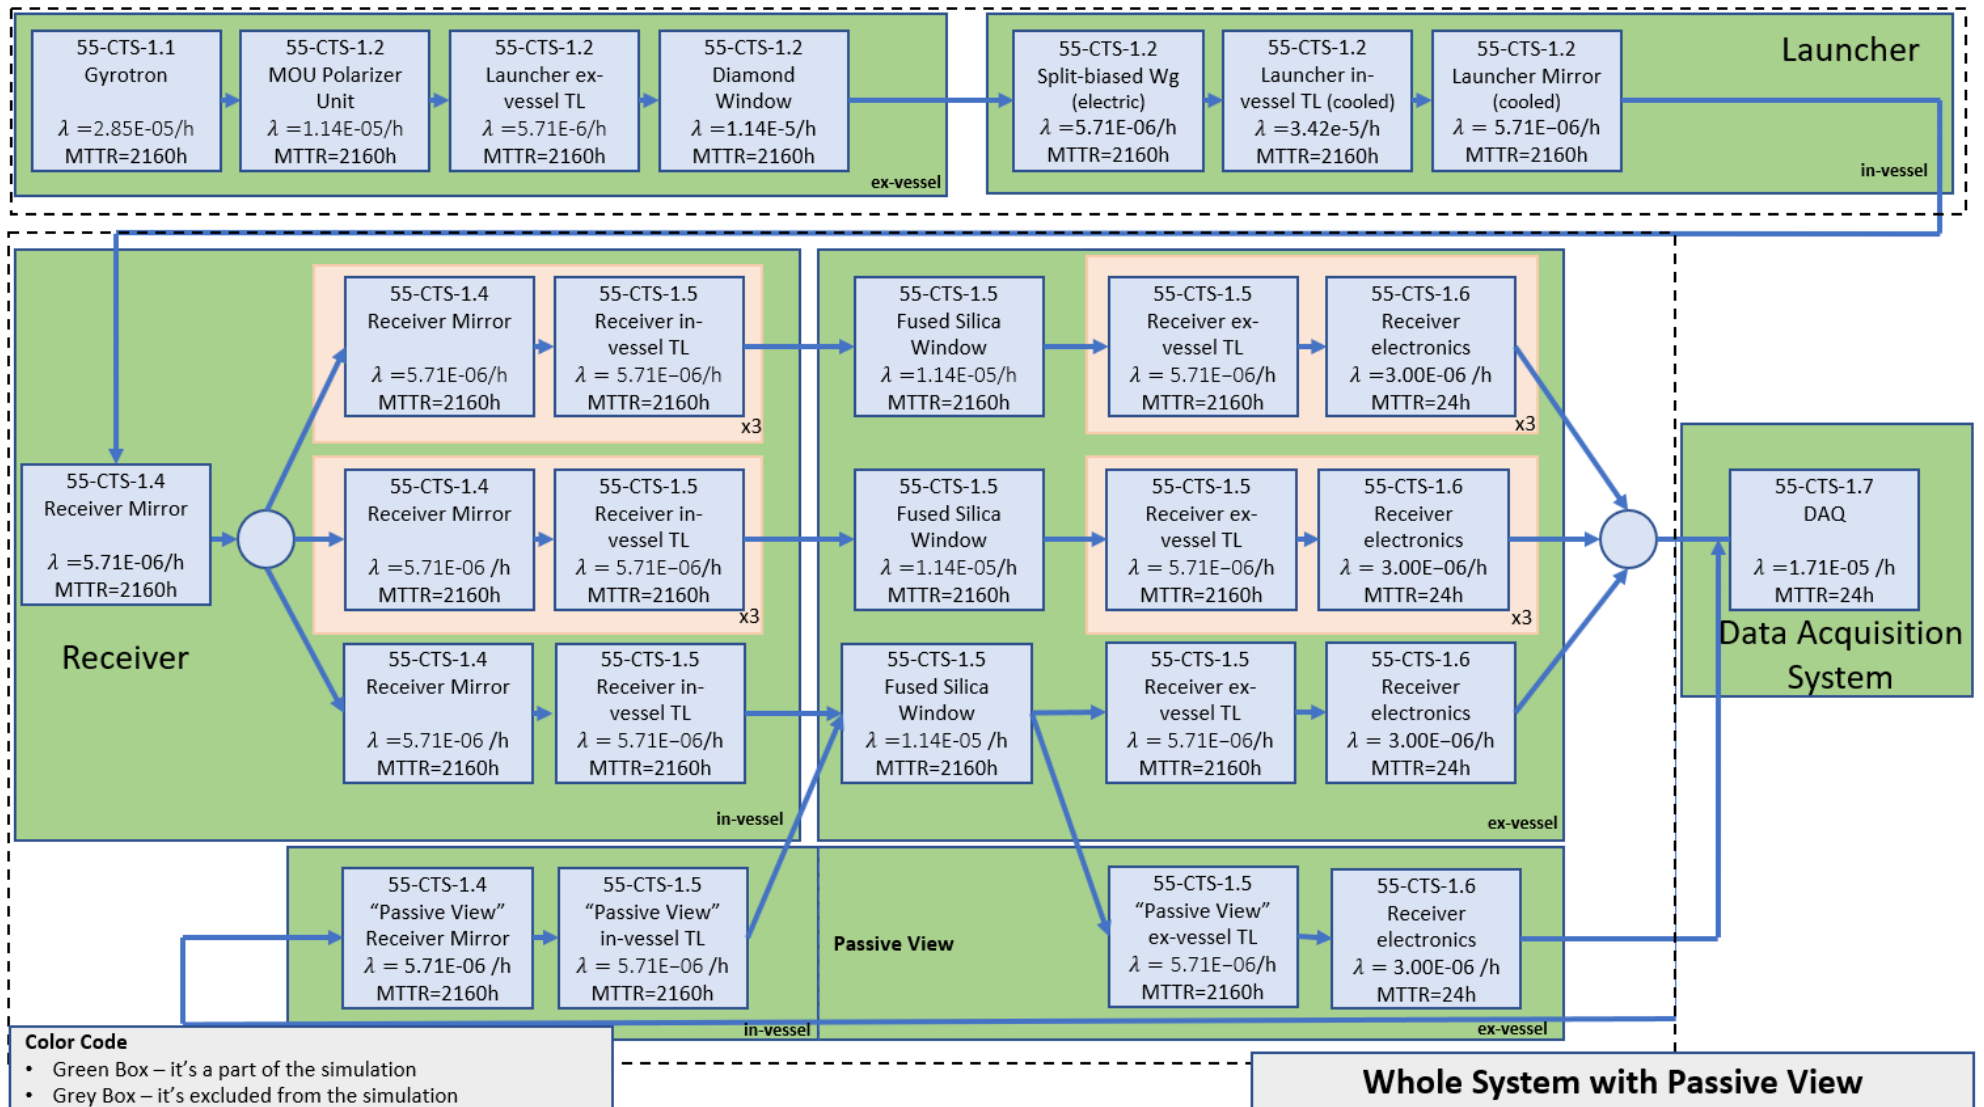 55-CTS-1.1
Gyrotron
λ =2.85E-05/h
MTTR=2160h
55-CTS-1.2
MOU Polarizer
Unit
λ =1.14E-05/h
MTTR=2160h
55-CTS-1.2
Launcher ex-
vessel TL
λ =5.71E-6/h
MTTR=2160h
55-CTS-1.2
Diamond
Window
λ =1.14E-5/h
MTTR=2160h
ex-vessel
55-CTS-1.2
Split-biased Wg
(electric)
λ =5.71E-06/h
MTTR=2160h
55-CTS-1.2
Launcher in-
vessel TL (cooled)
λ =3.42e-5/h
MTTR=2160h
55-CTS-1.2
Launcher Mirror
(cooled)
λ = 5.71E−06/h
MTTR=2160h
Launcher
in-vessel
55-CTS-1.4
Receiver Mirror
λ =5.71E-06/h
MTTR=2160h
Receiver
55-CTS-1.4
Receiver Mirror
λ =5.71E-06/h
MTTR=2160h
55-CTS-1.5
Receiver in-
vessel TL
λ = 5.71E−06/h
MTTR=2160h
x3
55-CTS-1.5
Fused Silica
Window
λ =1.14E-05/h
MTTR=2160h
55-CTS-1.5
Receiver ex-
vessel TL
λ = 5.71E−06/h
MTTR=2160h
55-CTS-1.6
Receiver
electronics
λ =3.00E-06 /h
MTTR=24h
x3
55-CTS-1.4
Receiver Mirror
λ =5.71E-06 /h
MTTR=2160h
55-CTS-1.5
Receiver in-
vessel TL
λ = 5.71E−06/h
MTTR=2160h
x3
55-CTS-1.5
Fused Silica
Window
λ =1.14E-05/h
MTTR=2160h
55-CTS-1.5
Receiver ex-
vessel TL
λ = 5.71E−06/h
MTTR=2160h
55-CTS-1.6
Receiver
electronics
λ = 3.00E−06/h
MTTR=24h
x3
55-CTS-1.4
Receiver Mirror
λ =5.71E-06 /h
MTTR=2160h
55-CTS-1.5
Receiver in-
vessel TL
λ = 5.71E−06/h
MTTR=2160h
in-vessel
55-CTS-1.5
Fused Silica
Window
λ =1.14E-05 /h
MTTR=2160h
55-CTS-1.5
Receiver ex-
vessel TL
λ = 5.71E−06/h
MTTR=2160h
55-CTS-1.6
Receiver
electronics
λ = 3.00E−06/h
MTTR=24h
ex-vessel
55-CTS-1.7
DAQ
λ =1.71E-05 /h
MTTR=24h
Data Acquisition
System
55-CTS-1.4
“Passive View”
Receiver Mirror
λ = 5.71E-06 /h
MTTR=2160h
55-CTS-1.5
“Passive View”
in-vessel TL
λ = 5.71E−06 /h
MTTR=2160h
in-vessel
Passive View
55-CTS-1.5
“Passive View”
ex-vessel TL
λ = 5.71E−06/h
MTTR=2160h
55-CTS-1.6
Receiver
electronics
λ = 3.00E-06 /h
MTTR=24h
ex-vessel
Color Code
• Green Box – it’s a part of the simulation
• Grey Box – it’s excluded from the simulation
Whole System with Passive View